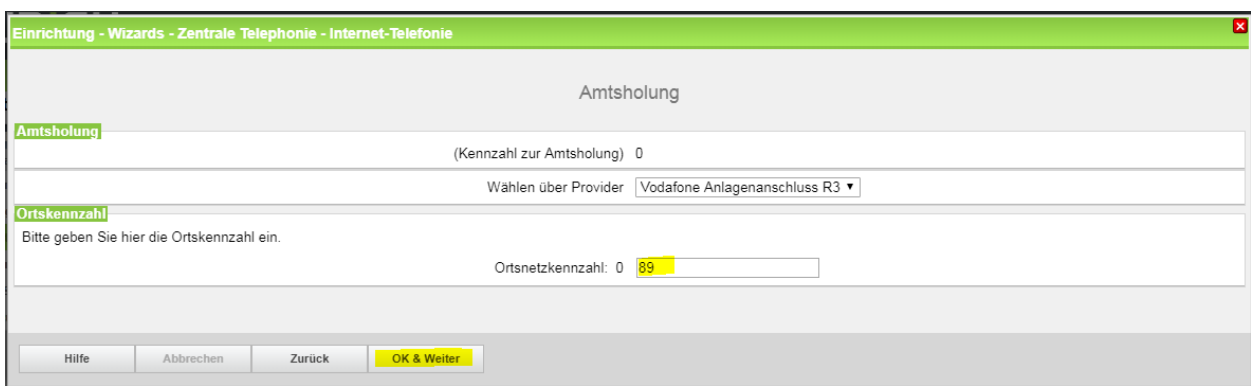 Einrichtung - Wizards - Zentrale Telephonie - Internet-Telefonie
Amtsholung
Amtsholung
(Kennzahl zur Amtsholung) 0
Wählen über Provider Vodafone Anlagenanschluss R3
Ortskennzahl
Bitte geben Sie hier die Ortskennzahl ein.
Ortsnetzkennzahl: 0 89
Hilfe Abbrechen Zurück OK & Weiter